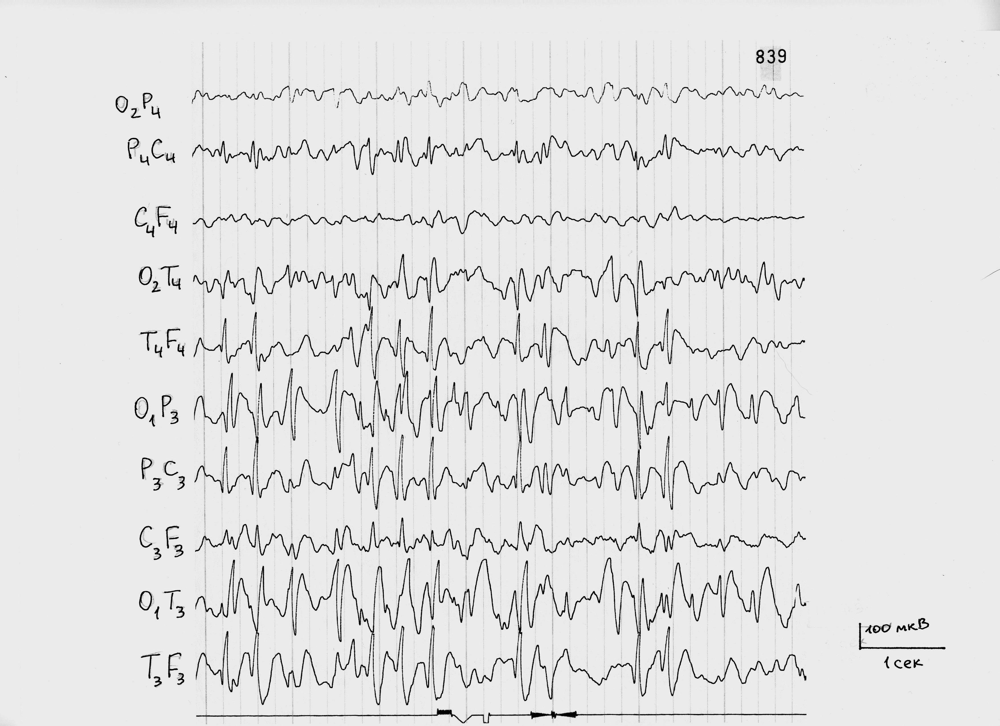 839
O₂P₄
P₄C₄
C₄F₄
O₂T₄
T₄F₄
O₁P₃
P₃C₃
C₃F₃
O₁T₃
100 мкВ
1 сек
T₃F₃